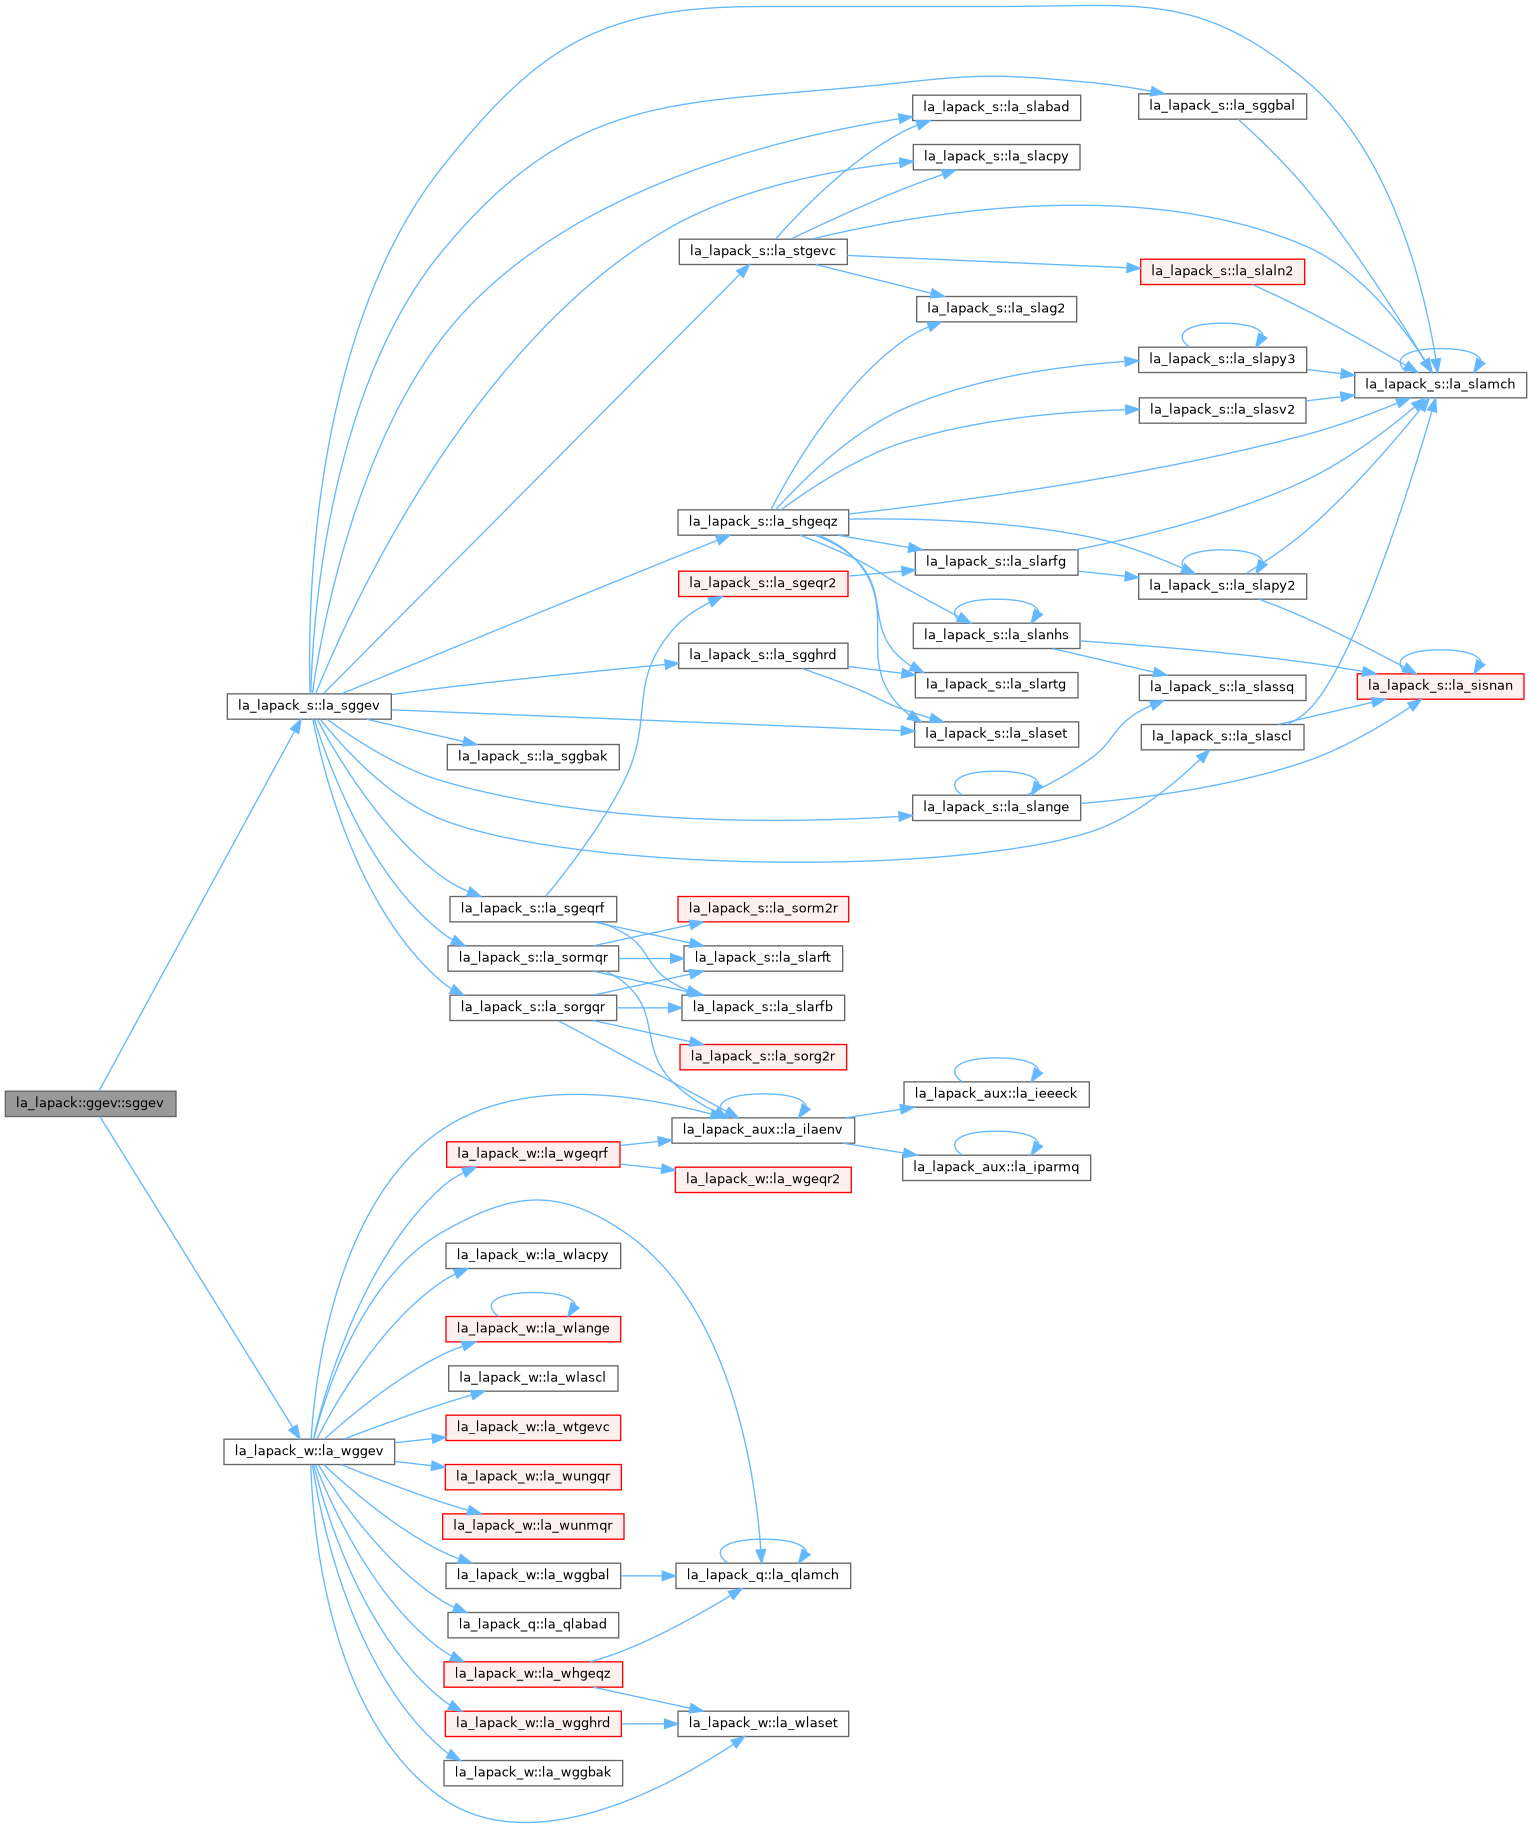 la_lapack_s::la_sggbal
la_lapack_s::la_slabad
la_lapack_s::la_slacpy
la_lapack_s::la_stgevc
la_lapack_s::la_slaln2
la_lapack_s::la_slag2
la_lapack_s::la_slapy3
la_lapack_s::la_slamch
la_lapack_s::la_slasv2
la_lapack_s::la_shgeqz
la_lapack_s::la_slarfg
la_lapack_s::la_sgeqr2
la_lapack_s::la_slapy2
la_lapack_s::la_slanhs
la_lapack_s::la_sgghrd
la_lapack_s::la_slartg
la_lapack_s::la_slassq
la_lapack_s::la_sisnan
la_lapack_s::la_sggev
la_lapack_s::la_slaset
la_lapack_s::la_slascl
la_lapack_s::la_sggbak
la_lapack_s::la_slange
la_lapack_s::la_sgeqrf
la_lapack_s::la_sorm2r
la_lapack_s::la_sormqr
la_lapack_s::la_slarft
la_lapack_s::la_sorgqr
la_lapack_s::la_slarfb
la_lapack_s::la_sorg2r
la_lapack::ggev::sggev
la_lapack_aux::la_ieeeck
la_lapack_aux::la_ilaenv
la_lapack_w::la_wgeqrf
la_lapack_aux::la_iparmq
la_lapack_w::la_wgeqr2
la_lapack_w::la_wlacpy
la_lapack_w::la_wlange
la_lapack_w::la_wlascl
la_lapack_w::la_wtgevc
la_lapack_w::la_wggev
la_lapack_w::la_wungqr
la_lapack_w::la_wunmqr
la_lapack_w::la_wggbal
la_lapack_q::la_qlamch
la_lapack_q::la_qlabad
la_lapack_w::la_whgeqz
la_lapack_w::la_wgghrd
la_lapack_w::la_wlaset
la_lapack_w::la_wggbak